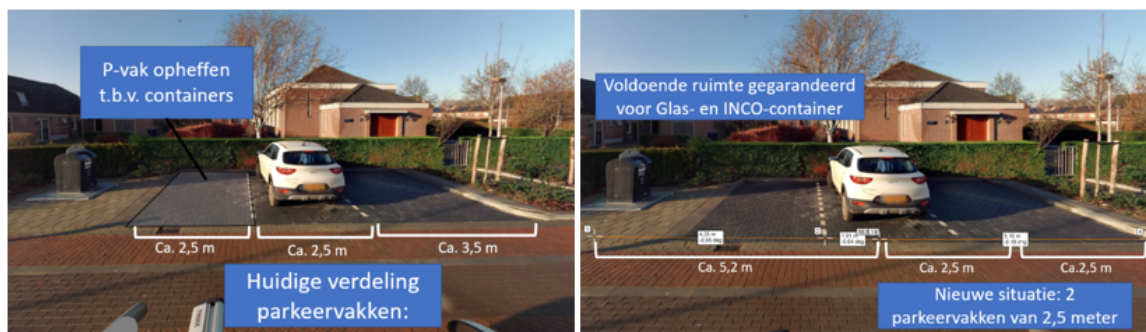 P-vak opheffen
t.b.v. containers
Ca. 2,5 m
Ca. 2,5 m
Ca. 3,5 m
Huidige verdeling
parkeervakken:
Voldoende ruimte gegarandeerd
voor Glas- en INCO-container
Ca. 5,2 m
Ca. 2,5 m
Ca.2,5 m
Nieuwe situatie: 2
parkeervakken van 2,5 meter